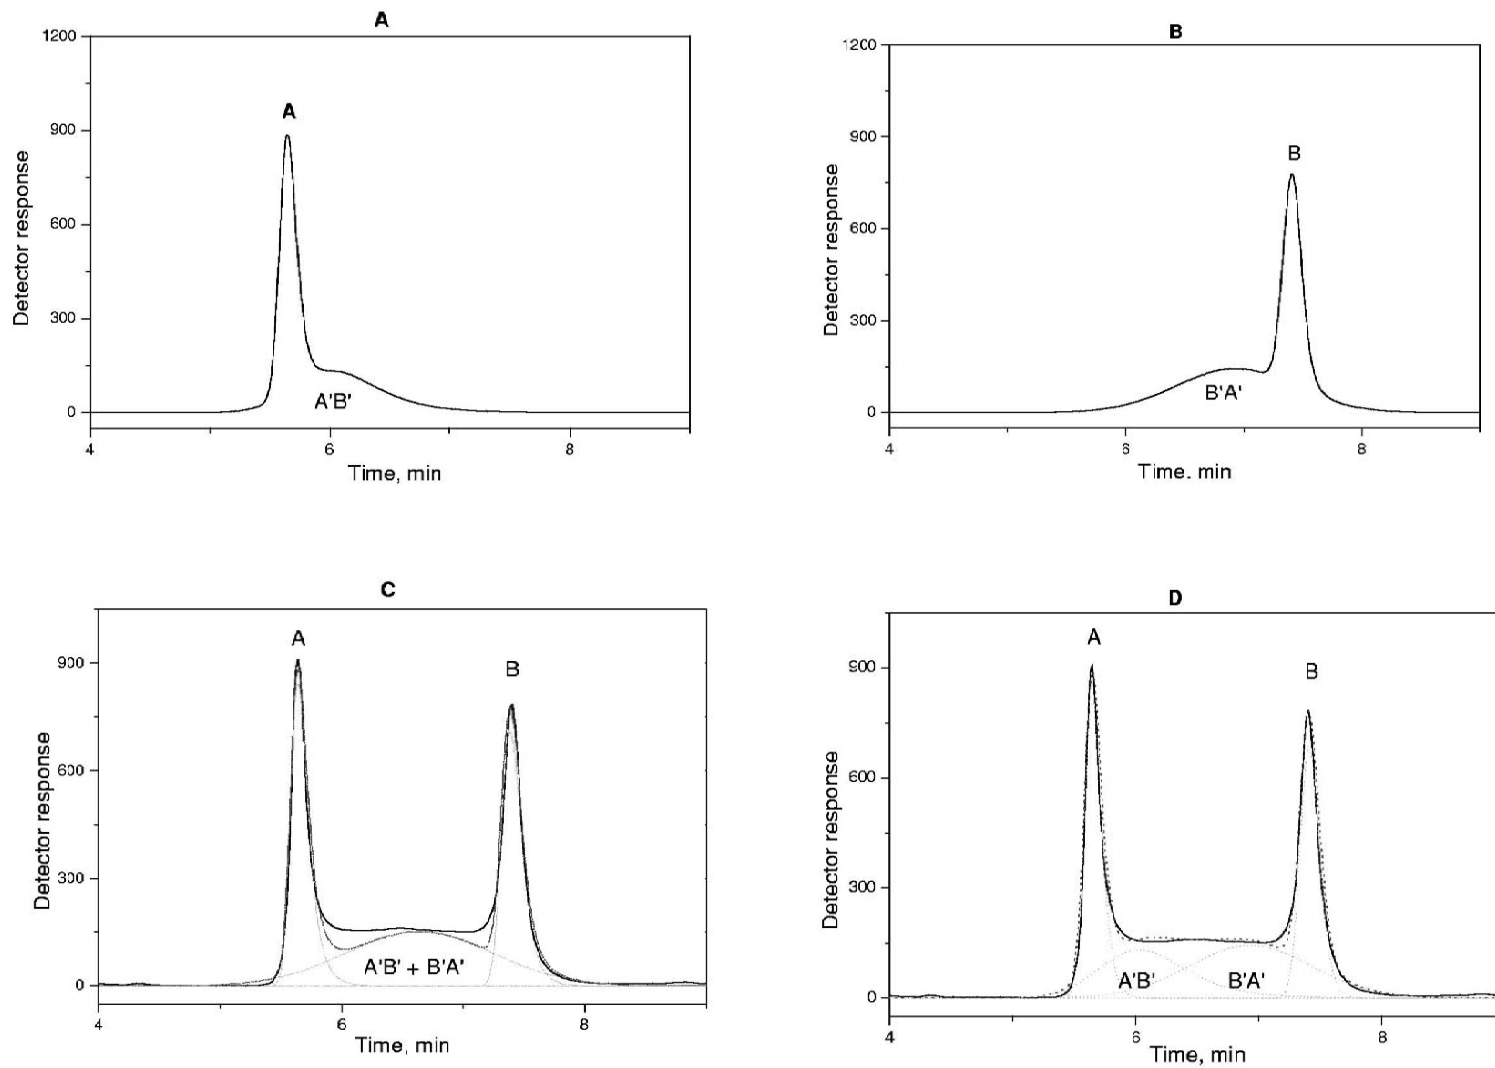 A
1200
900
600
300
0
Detector response
A
A'B'
4
6
8
Time, min
B
1200
900
600
300
0
Detector response
B
B'A'
4
6
8
Time. min
C
900
600
300
0
Detector response
A
B
A'B' + B'A'
4
6
8
Time, min
D
900
600
300
0
Detector response
A
B
A'B'
B'A'
4
6
8
Time, min